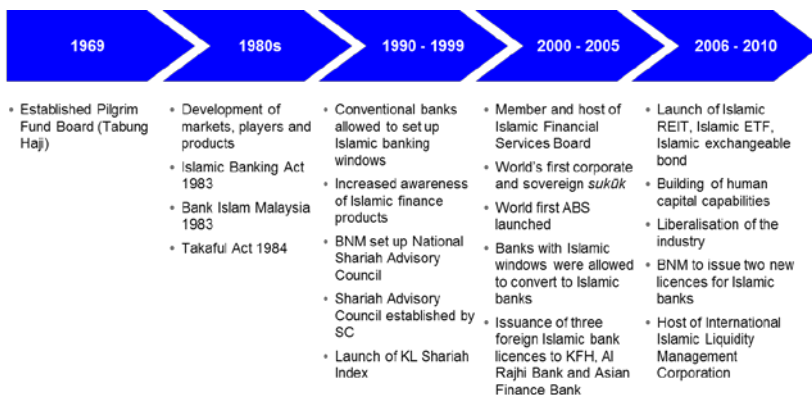 1969
1980s
1990 - 1999
2000 - 2005
2006 - 2010
• Established Pilgrim
Fund Board (Tabung
Haji)
• Development of
markets, players and
products
• Islamic Banking Act
1983
• Bank Islam Malaysia
1983
• Takaful Act 1984
• Conventional banks
allowed to set up
Islamic banking
windows
• Increased awareness
of Islamic finance
products
• BNM set up National
Shariah Advisory
Council
• Shariah Advisory
Council established by
SC
• Launch of KL Shariah
Index
• Member and host of
Islamic Financial
Services Board
• World's first corporate
and sovereign sukūk
• World first ABS
launched
• Banks with Islamic
windows were allowed
to convert to Islamic
banks
• Issuance of three
foreign Islamic bank
licences to KFH, Al
Rajhi Bank and Asian
Finance Bank
• Launch of Islamic
REIT, Islamic ETF,
Islamic exchangeable
bond
• Building of human
capital capabilities
• Liberalisation of the
industry
• BNM to issue two new
licences for Islamic
banks
• Host of International
Islamic Liquidity
Management
Corporation